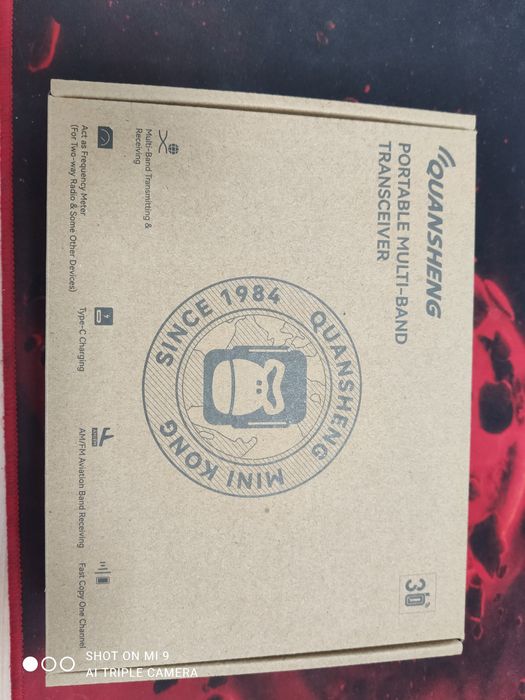 QUANSHENG
PORTABLE MULTI-BAND
TRANSCEIVER
SINCE 1984 QUANSHENG MINI KONG
Multi-Band Transmitting &
Receiving
Act as Frequency Meter
(For Two-way Radio & Some Other Devices)
Type-C Charging
AM/FM Aviation Band Receiving
Fast Copy One Channel
SHOT ON MI 9
AI TRIPLE CAMERA